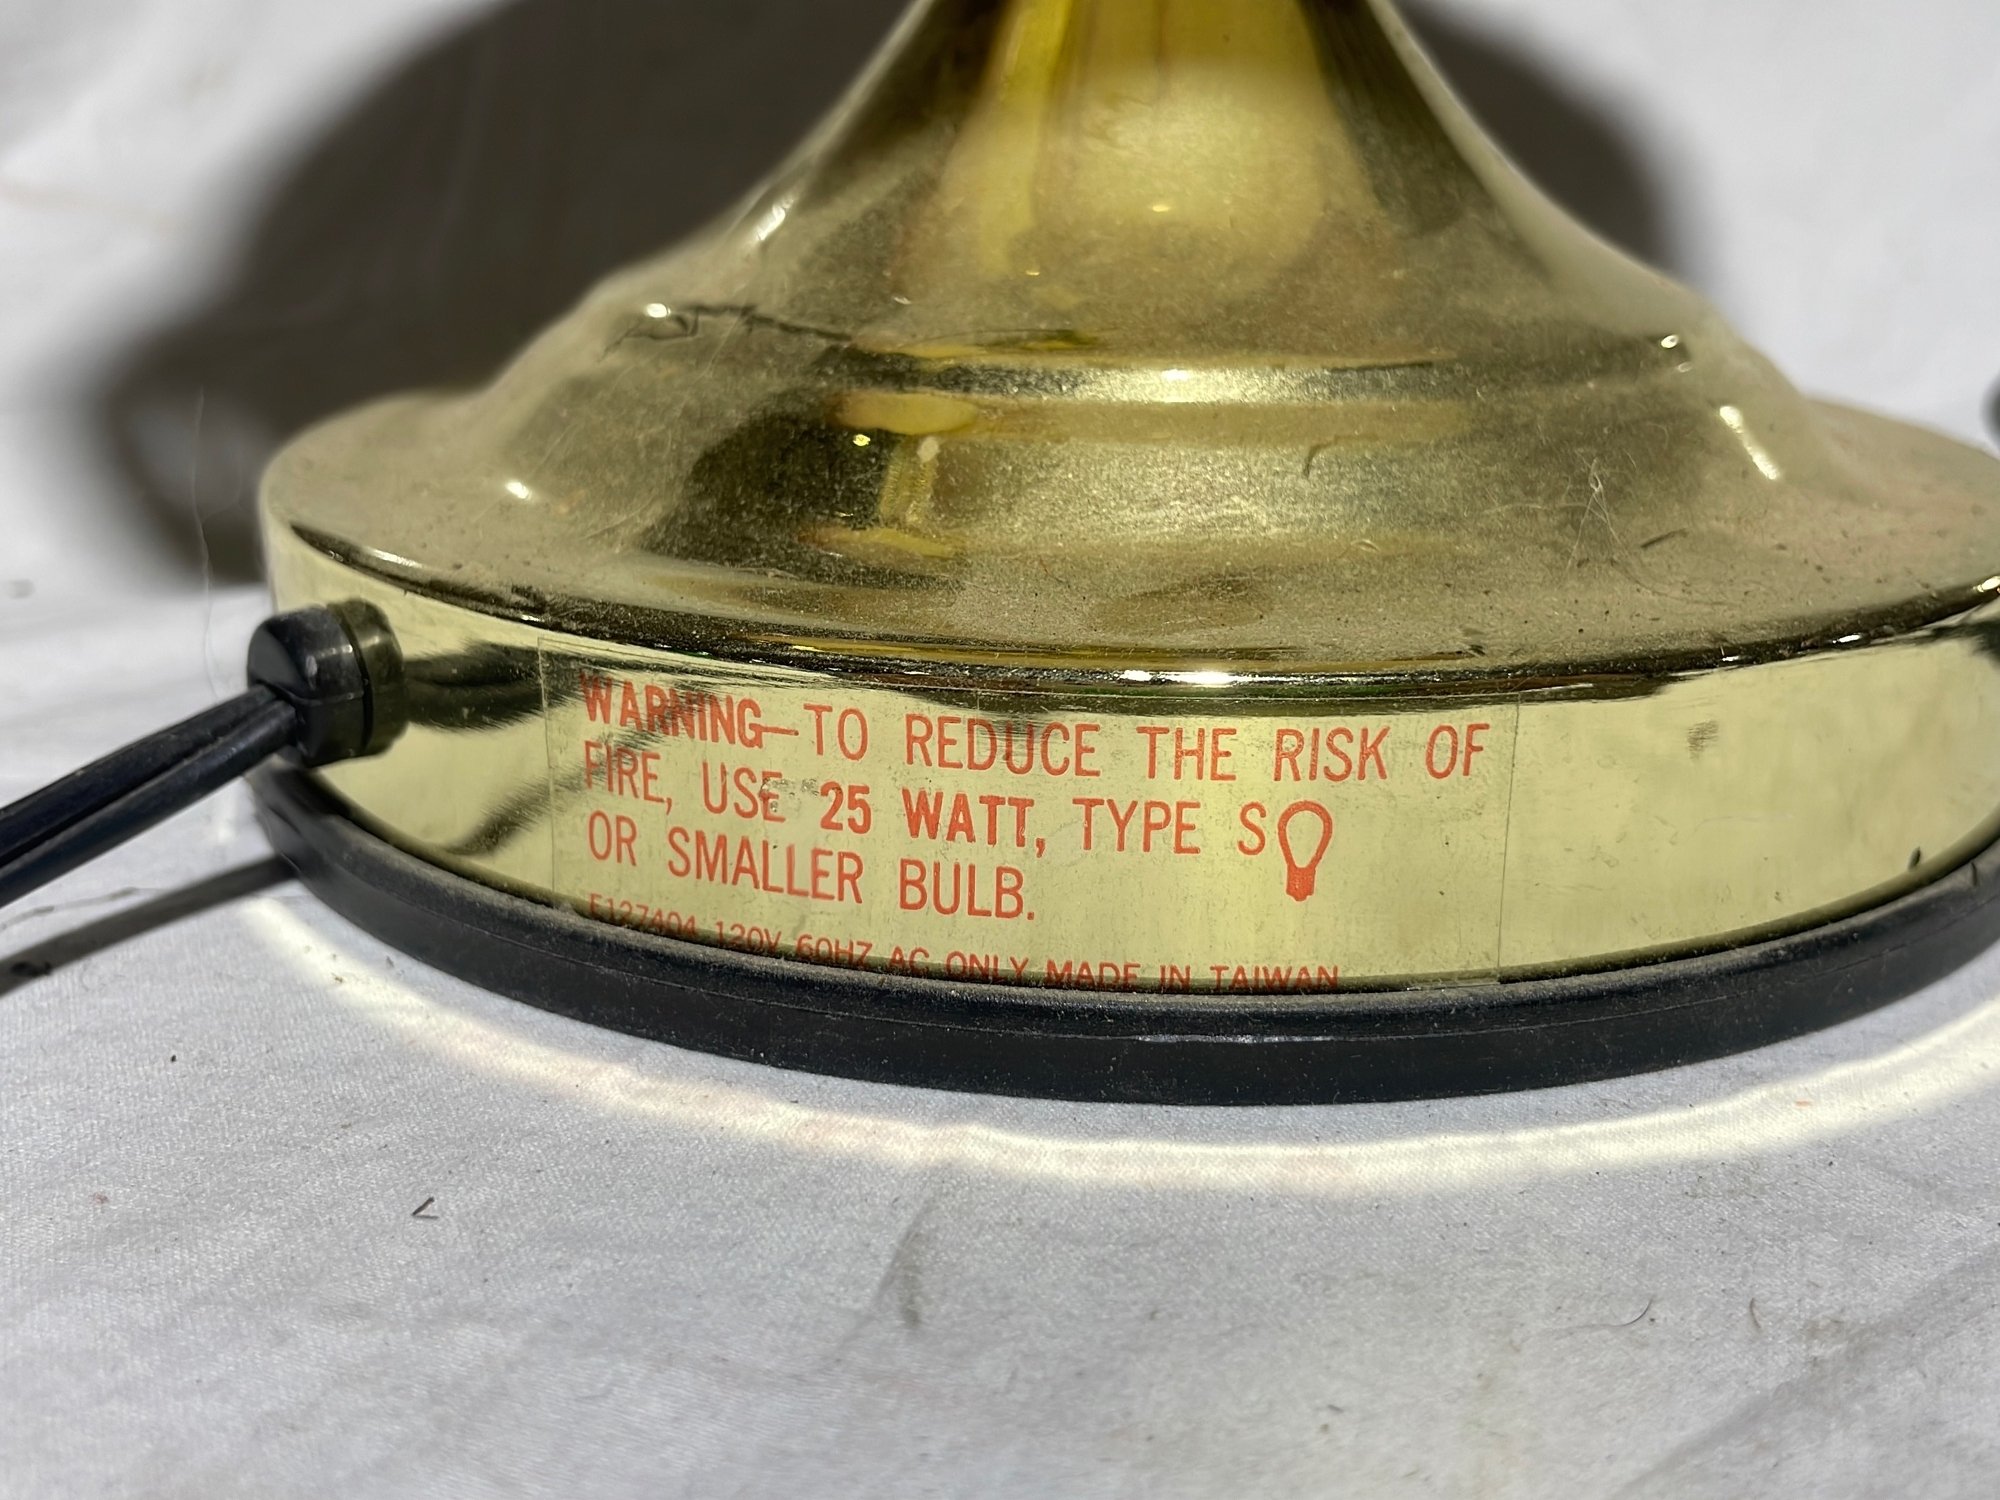 WARNING—TO REDUCE THE RISK OF
FIRE, USE 25 WATT, TYPE S
OR SMALLER BULB.
E127404 120V 60HZ AC ONLY MADE IN TAIWAN